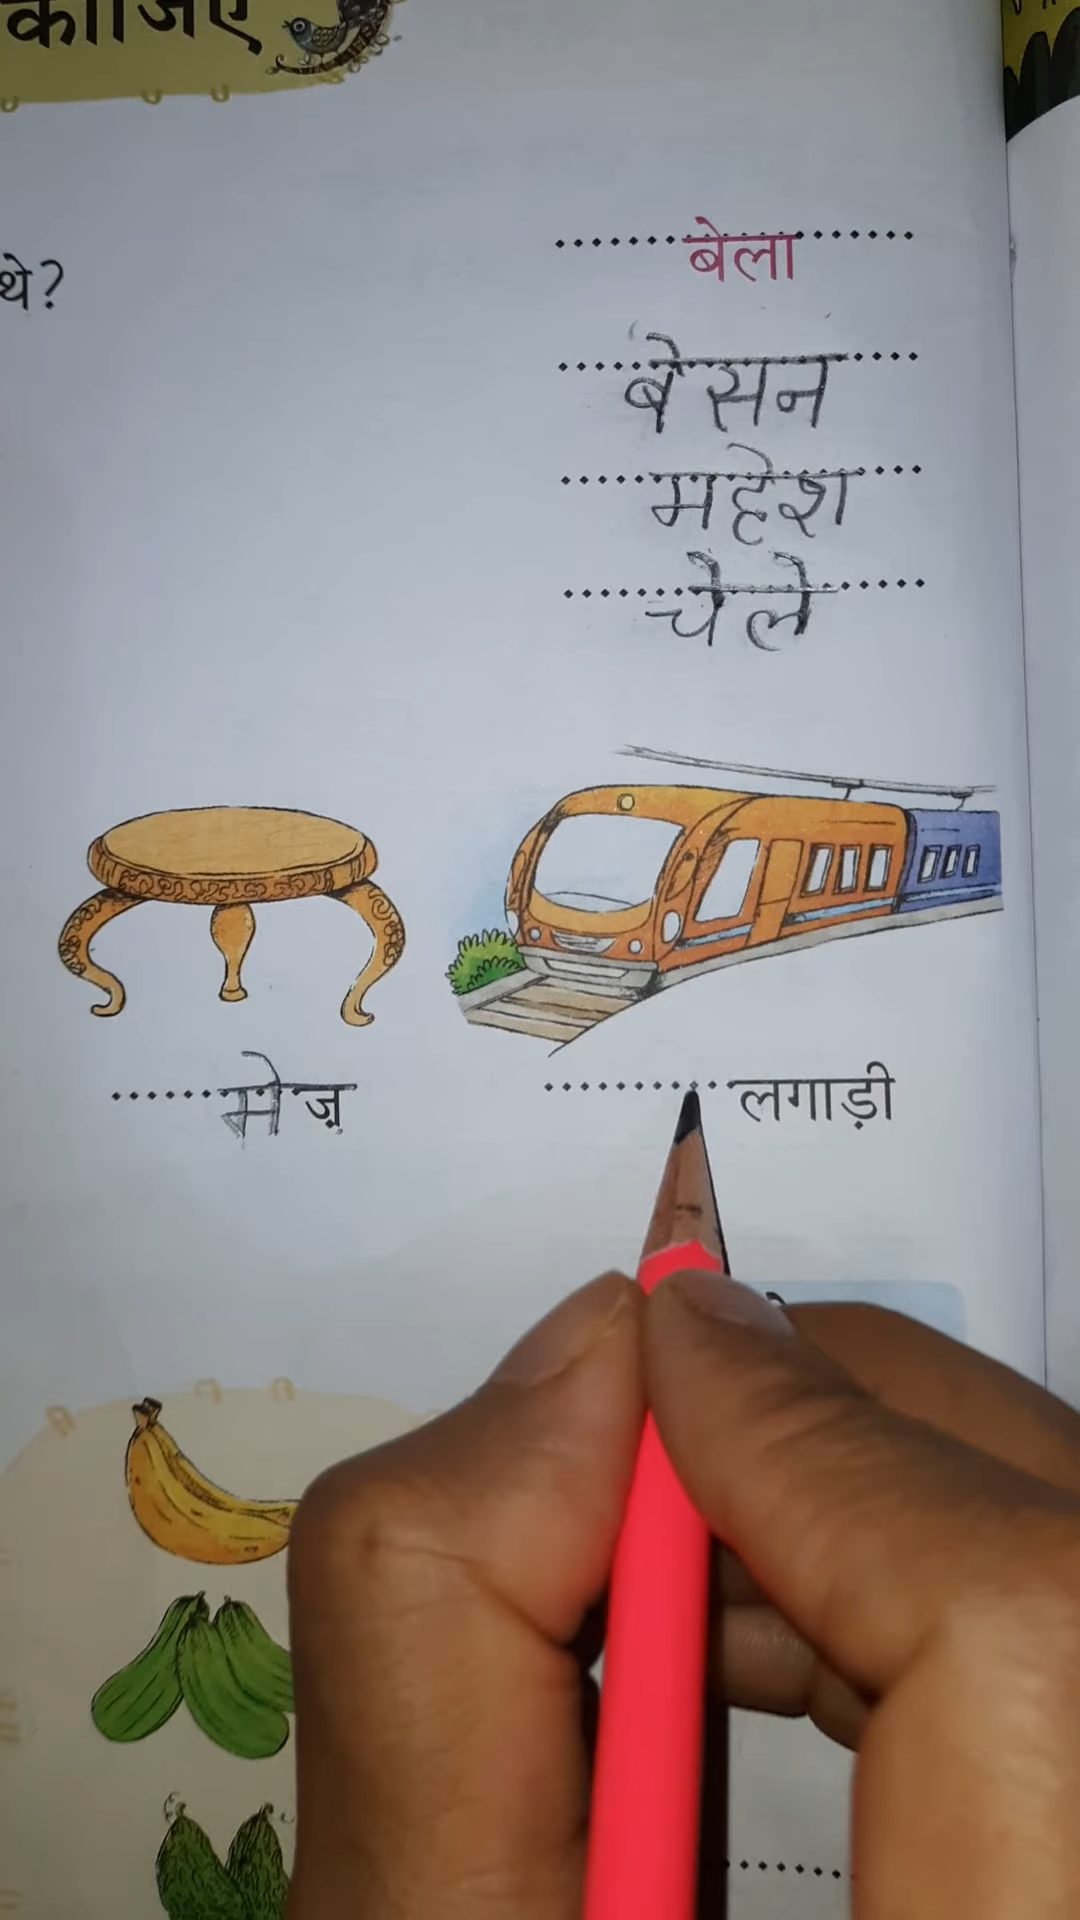 कीजिए
बेला
थे?
बेसन
महेश
चेले
मेज़
लगाड़ी